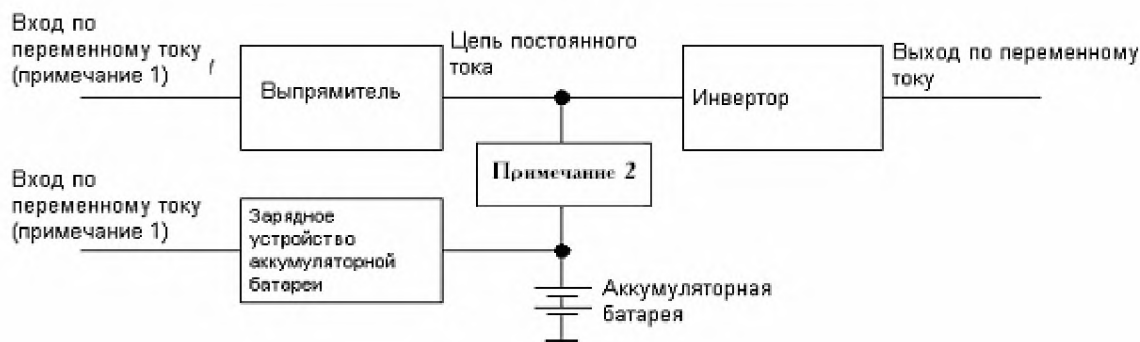 Вход по
переменному току
(примечание 1)
Выпрямитель
Цепь постоянного
тока
Инвертор
Выход по переменному
току
Примечание 2
Вход по
переменному току
(примечание 1)
Зарядное
устройство
аккумуляторной
батареи
Аккумуляторная
батарея